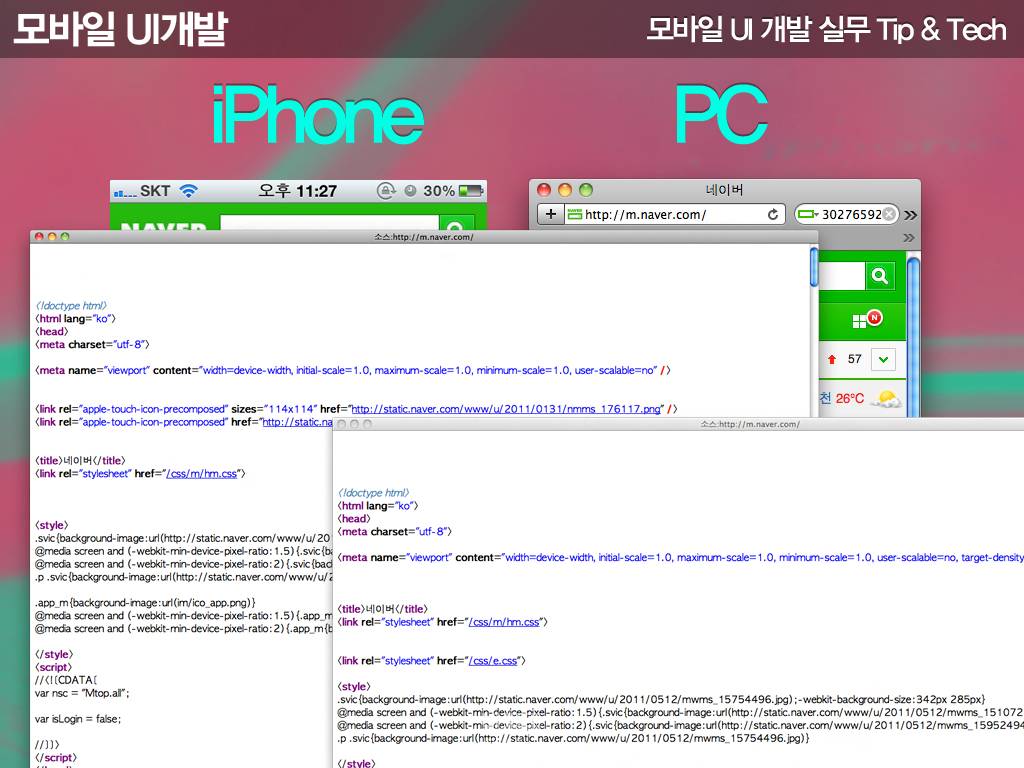 모바일 UI개발
모바일 UI 개발 실무 Tip & Tech
iPhone
PC
SKT 오후 11:27 30%
NAVER
네이버
http://m.naver.com/
30276592
57
천 26°C
소스:http://m.naver.com/
<!doctype html>
<html lang="ko">
<head>
<meta charset="utf-8">
<meta name="viewport" content="width=device-width, initial-scale=1.0, maximum-scale=1.0, minimum-scale=1.0, user-scalable=no" />
<link rel="apple-touch-icon-precomposed" sizes="114x114" href="http://static.naver.com/www/u/2011/0131/nmms_176117.png" />
<link rel="apple-touch-icon-precomposed" href="http://static.na
<title>네이버</title>
<link rel="stylesheet" href="/css/m/hm.css">
<style>
.svic{background-image:url(http://static.naver.com/www/u/20
@media screen and (-webkit-min-device-pixel-ratio:1.5){.svic{b
@media screen and (-webkit-min-device-pixel-ratio:2){.svic{bac
.p .svic{background-image:url(http://static.naver.com/www/u/2
.app_m{background-image:url(im/ico_app.png)}
@media screen and (-webkit-min-device-pixel-ratio:1.5){.app_m
@media screen and (-webkit-min-device-pixel-ratio:2){.app_m{b
</style>
<script>
//<![CDATA[
var nsc = "Mtop.all";
var isLogin = false;
//]]>
</script>
소스:http://m.naver.com/
<!doctype html>
<html lang="ko">
<head>
<meta charset="utf-8">
<meta name="viewport" content="width=device-width, initial-scale=1.0, maximum-scale=1.0, minimum-scale=1.0, user-scalable=no, target-density
<title>네이버</title>
<link rel="stylesheet" href="/css/m/hm.css">
<link rel="stylesheet" href="/css/e.css">
<style>
.svic{background-image:url(http://static.naver.com/www/u/2011/0512/mwms_15754496.jpg);-webkit-background-size:342px 285px}
@media screen and (-webkit-min-device-pixel-ratio:1.5){.svic{background-image:url(http://static.naver.com/www/u/2011/0512/mwms_151072
@media screen and (-webkit-min-device-pixel-ratio:2){.svic{background-image:url(http://static.naver.com/www/u/2011/0512/mwms_15952494
.p .svic{background-image:url(http://static.naver.com/www/u/2011/0512/mwms_15754496.jpg)}
</style>